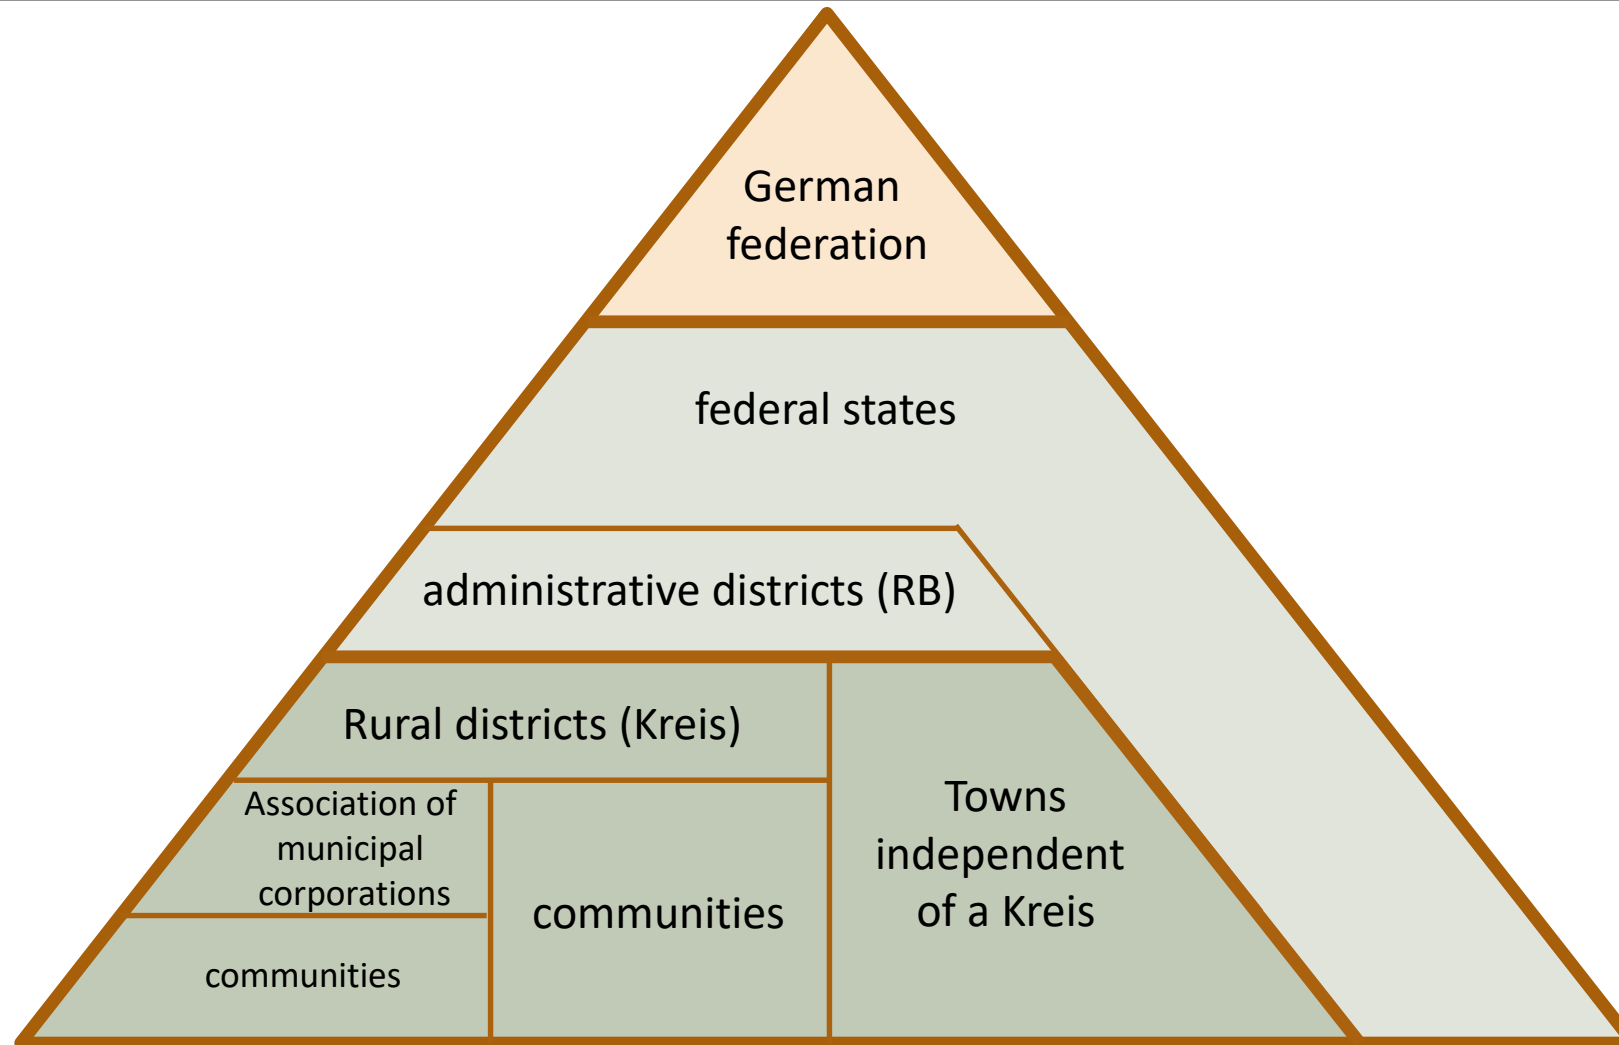 German
federation
federal states
administrative districts (RB)
Rural districts (Kreis)
Association of
municipal
corporations
communities
communities
Towns
independent
of a Kreis